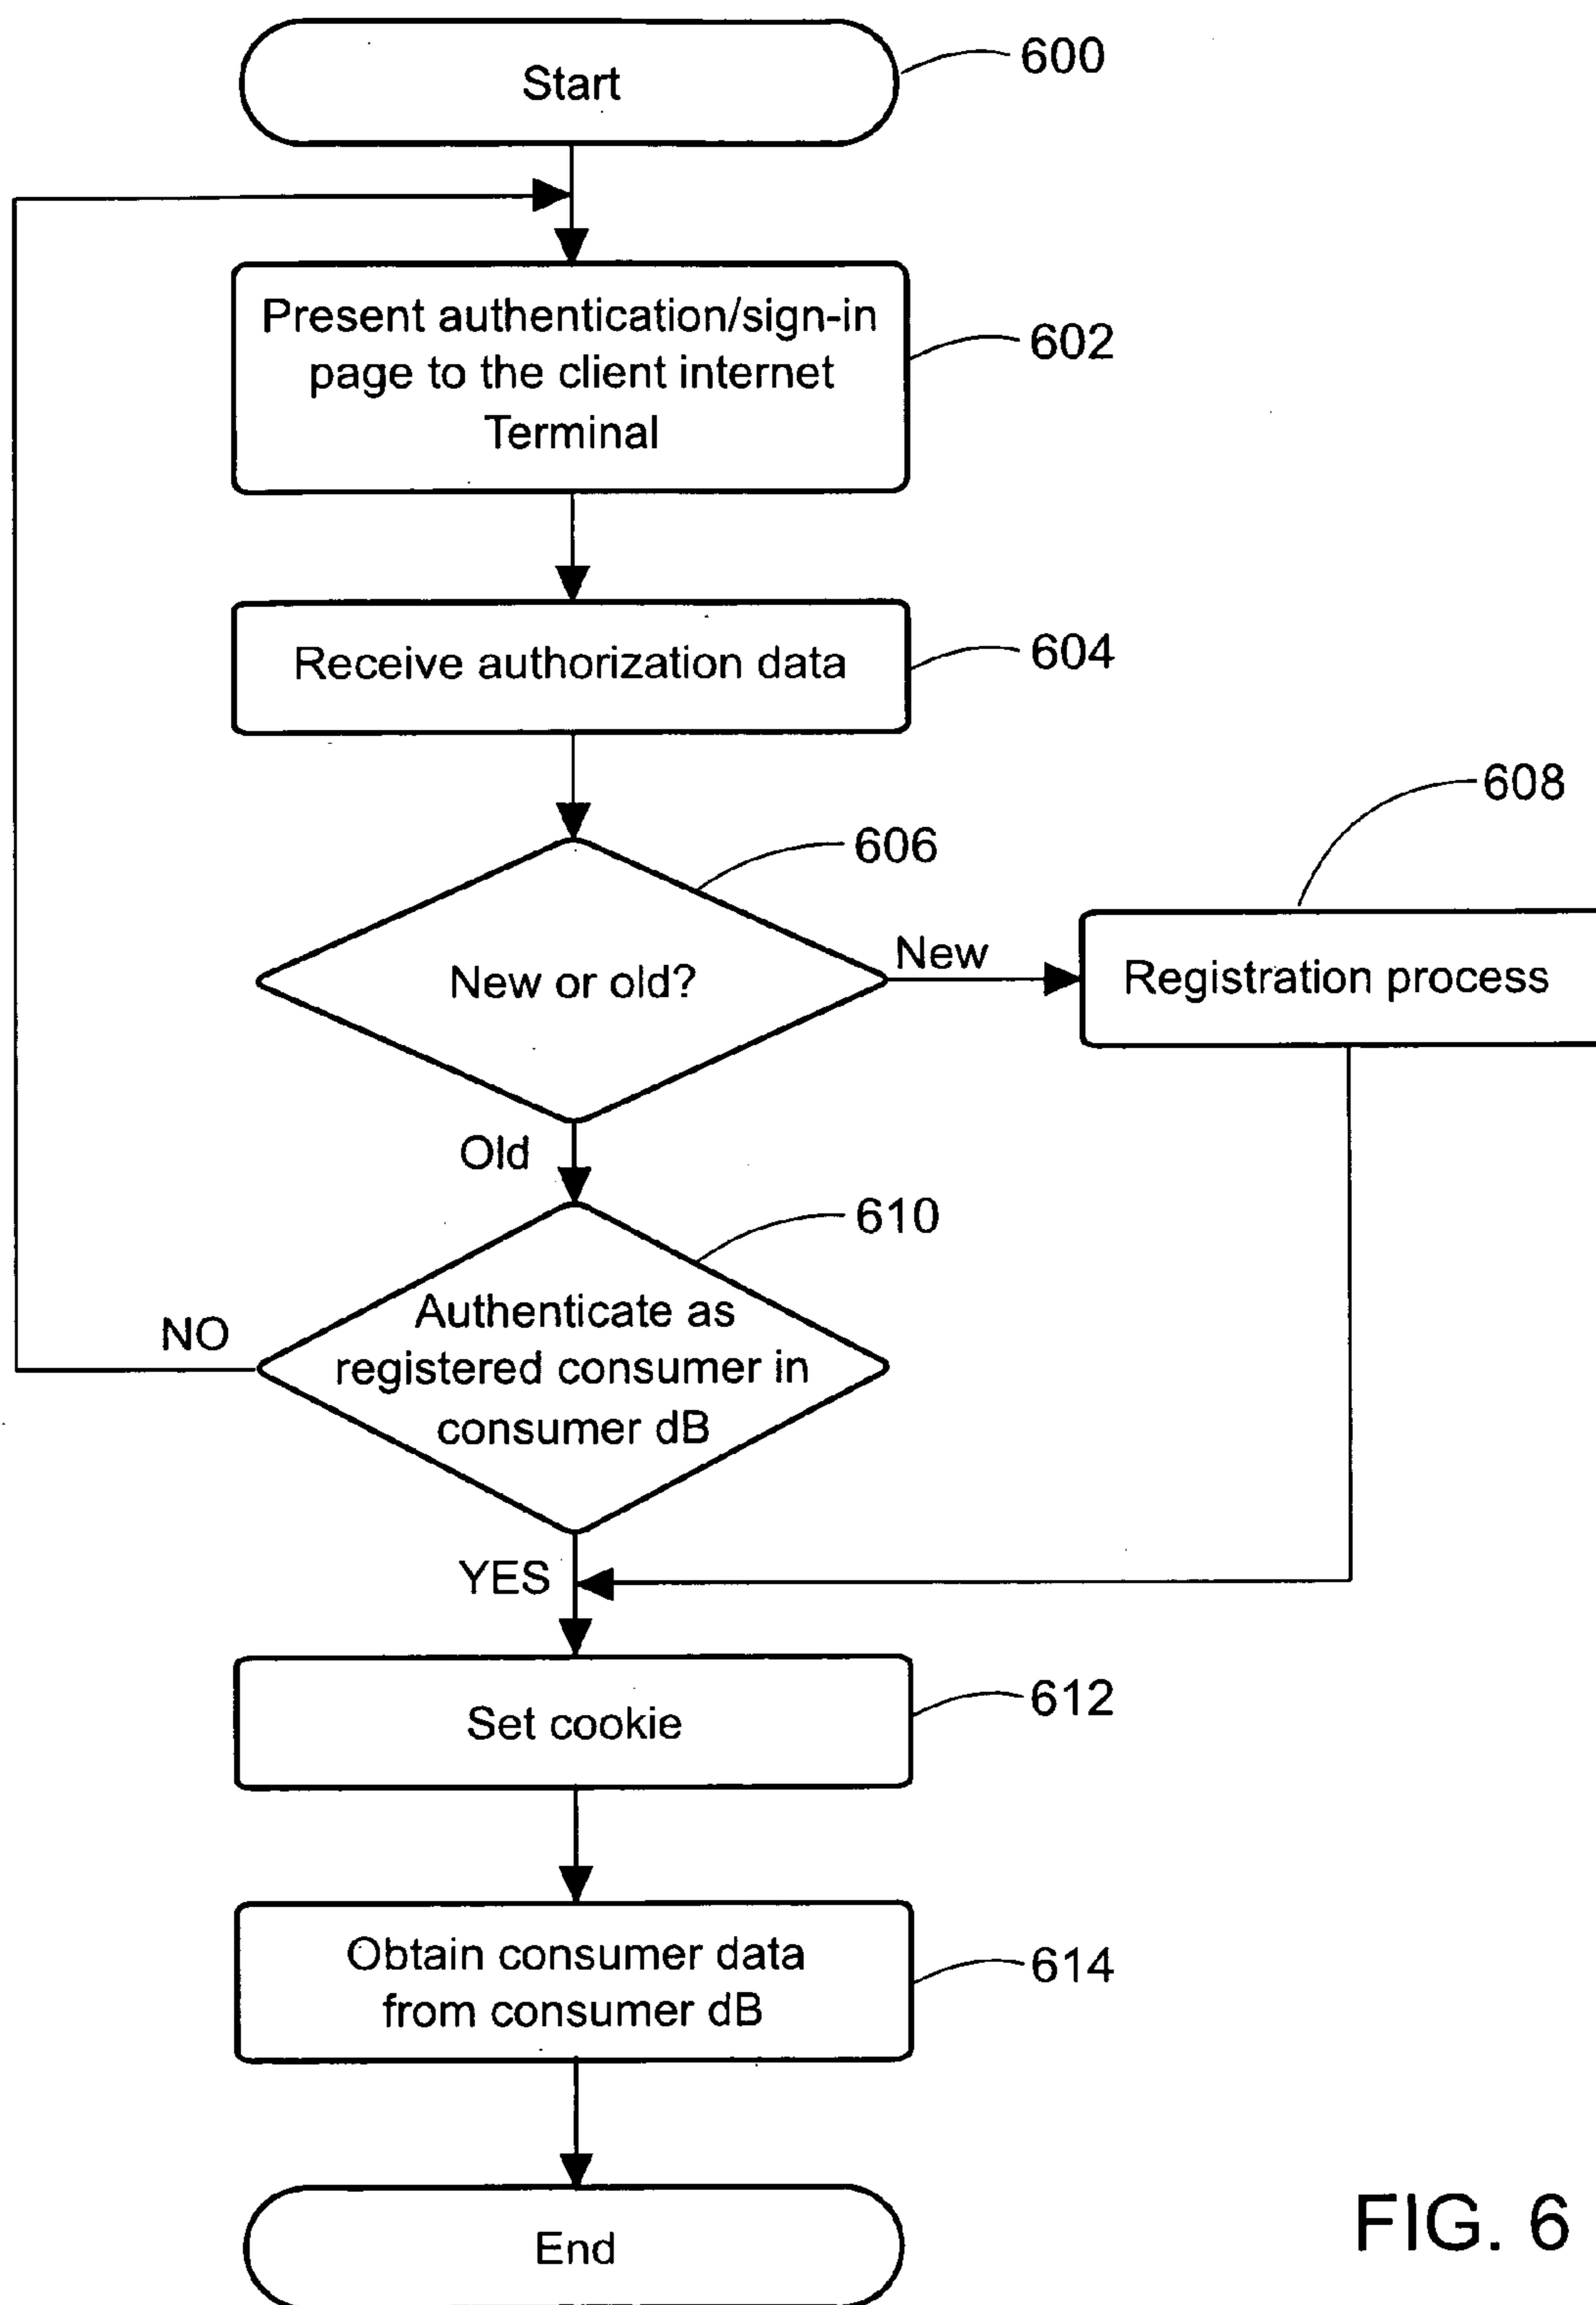 Start
600
Present authentication/sign-in
page to the client internet
Terminal
602
Receive authorization data
604
608
606
New or old?
New
Registration process
Old
610
Authenticate as
registered consumer in
consumer dB
NO
YES
Set cookie
612
Obtain consumer data
from consumer dB
614
End
FIG. 6